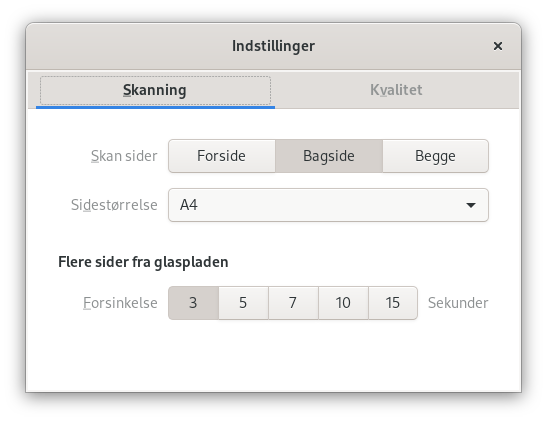 Indstillinger
Skanning Kvalitet
Skan sider Forside Bagside Begge
Sidestørrelse A4
Flere sider fra glaspladen
Forsinkelse 3 5 7 10 15 Sekunder